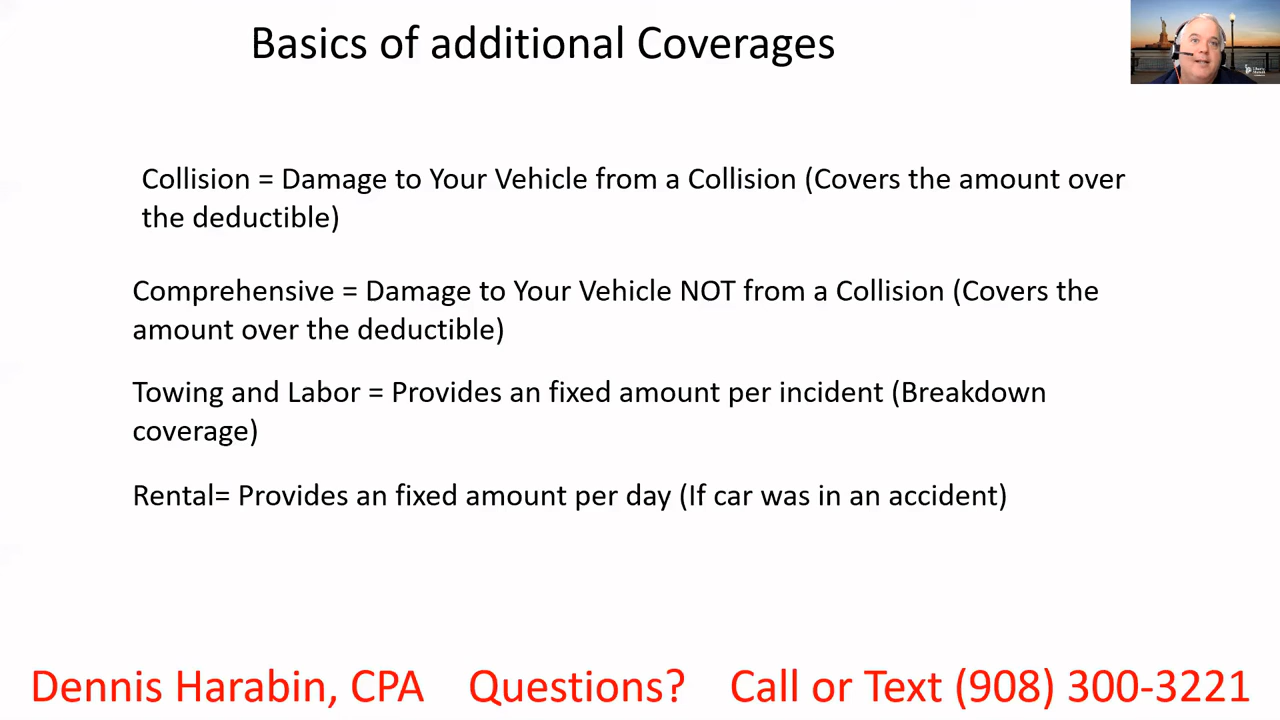 Basics of additional Coverages
Collision = Damage to Your Vehicle from a Collision (Covers the amount over
the deductible)
Comprehensive = Damage to Your Vehicle NOT from a Collision (Covers the
amount over the deductible)
Towing and Labor = Provides an fixed amount per incident (Breakdown
coverage)
Rental= Provides an fixed amount per day (If car was in an accident)
Dennis Harabin, CPA Questions? Call or Text (908) 300-3221